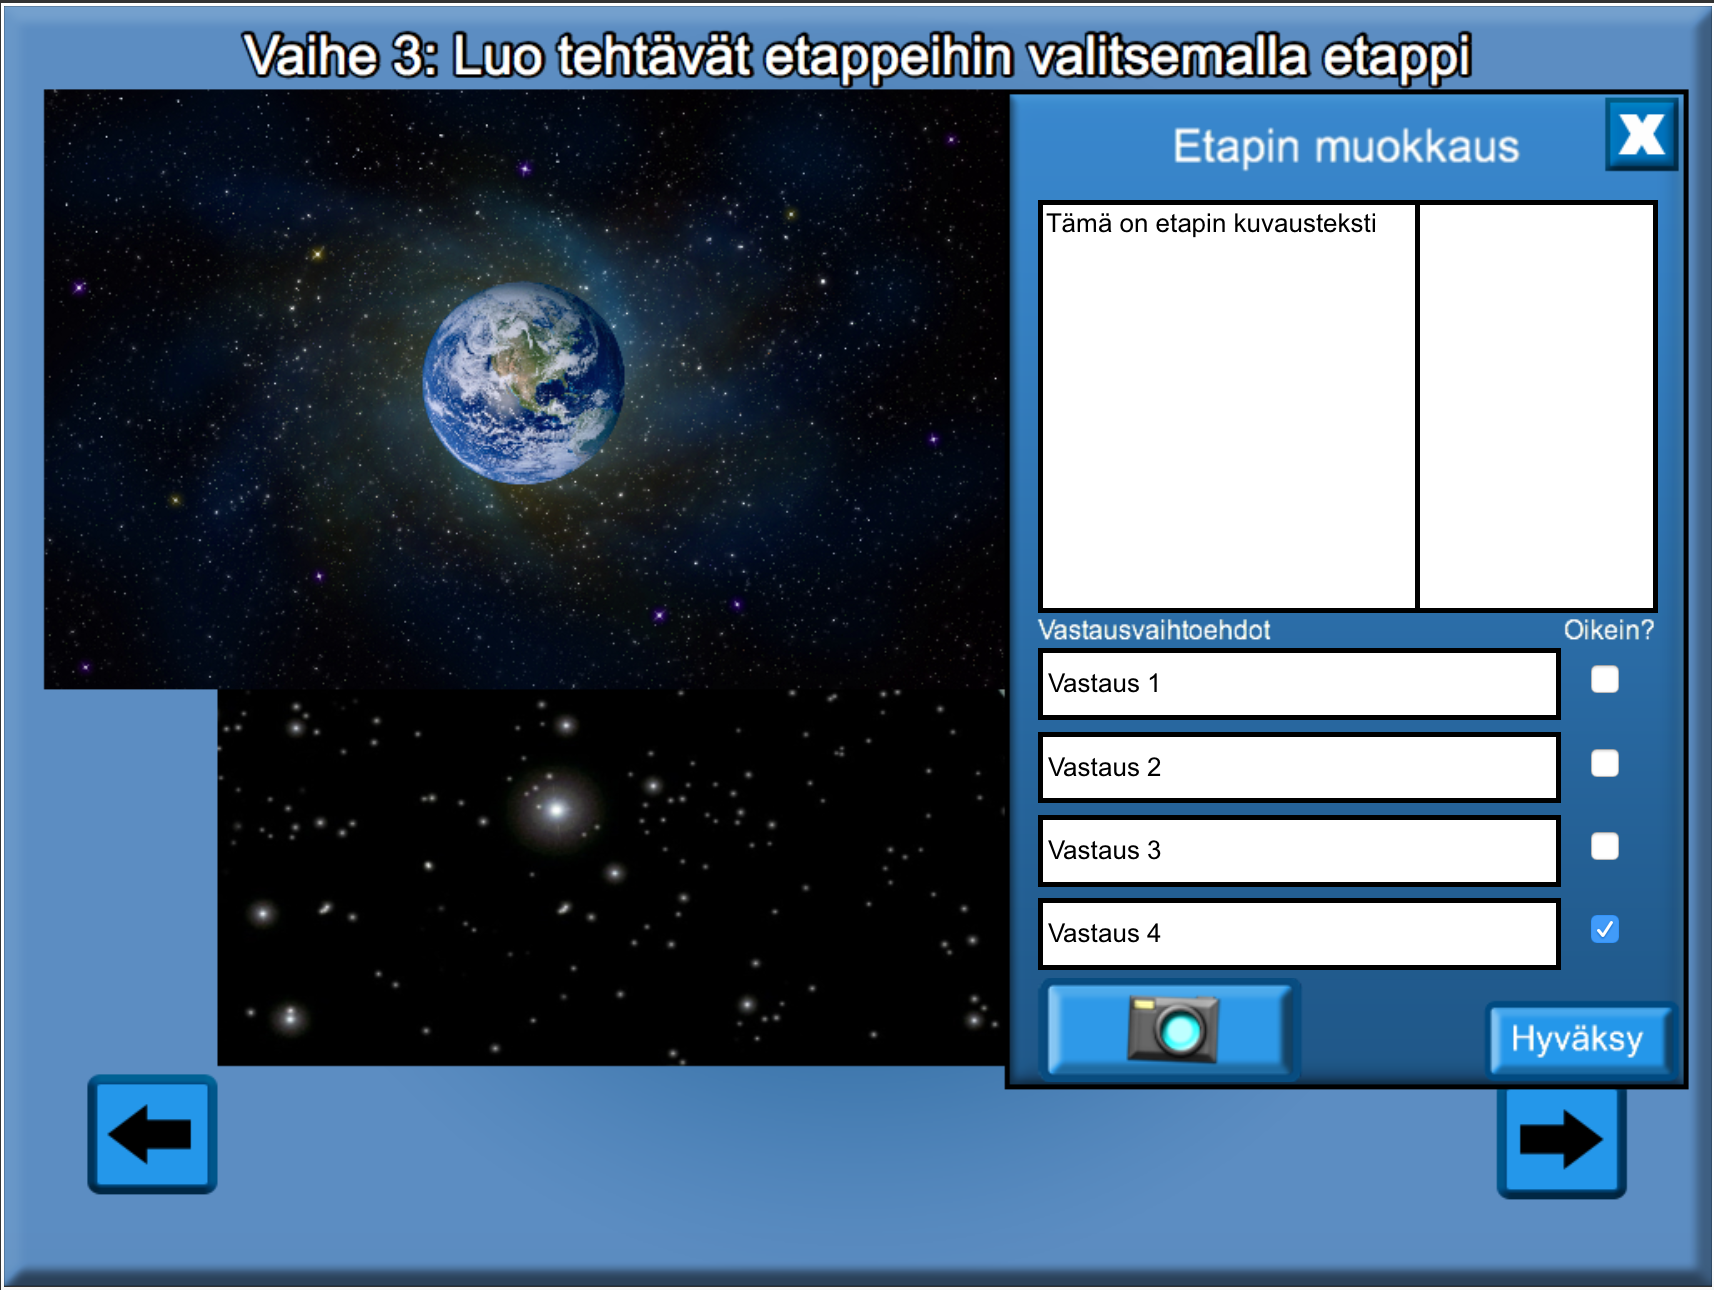 Vaihe 3: Luo tehtävät etappeihin valitsemalla etappi
Etapin muokkaus
X
Tämä on etapin kuvausteksti
Vastausvaihtoehdot Oikein?
Vastaus 1
Vastaus 2
Vastaus 3
Vastaus 4
Hyväksy